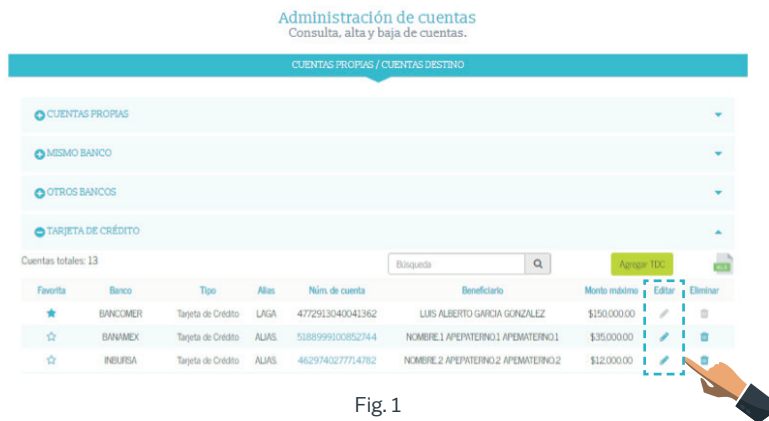 Administración de cuentas
Consulta, alta y baja de cuentas.
CUENTAS PROPIAS / CUENTAS DESTINO
CUENTAS PROPIAS
MISMO BANCO
OTROS BANCOS
TARJETA DE CRÉDITO
Cuentas totales: 13 Búsqueda Agregar TDC XLS
Favorita Banco Tipo Alias Núm. de cuenta Beneficiario Monto máximo Editar Eliminar
BANCOMER Tarjeta de Crédito LAGA 4772913040041362 LUIS ALBERTO GARCIA GONZALEZ $150,000.00
BANAMEX Tarjeta de Crédito ALIAS. 5188999100852744 NOMBRE.1 APEPATERNO.1 APEMATERNO.1 $35,000.00
INBURSA Tarjeta de Crédito ALIAS. 4629740277714782 NOMBRE.2 APEPATERNO.2 APEMATERNO.2 $12,000.00
Fig. 1